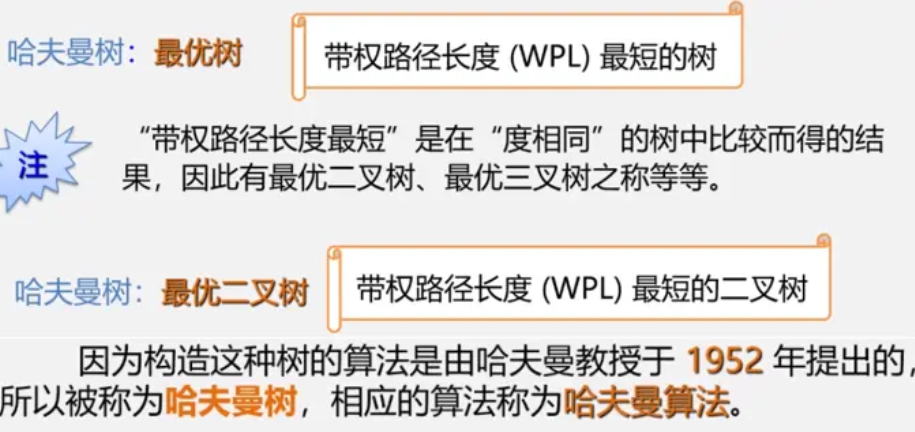 哈夫曼树：最优树
带权路径长度 (WPL) 最短的树
注
“带权路径长度最短”是在“度相同”的树中比较而得的结
果，因此有最优二叉树、最优三叉树之称等等。
哈夫曼树：最优二叉树
带权路径长度 (WPL) 最短的二叉树
因为构造这种树的算法是由哈夫曼教授于 1952 年提出的，
所以被称为哈夫曼树，相应的算法称为哈夫曼算法。